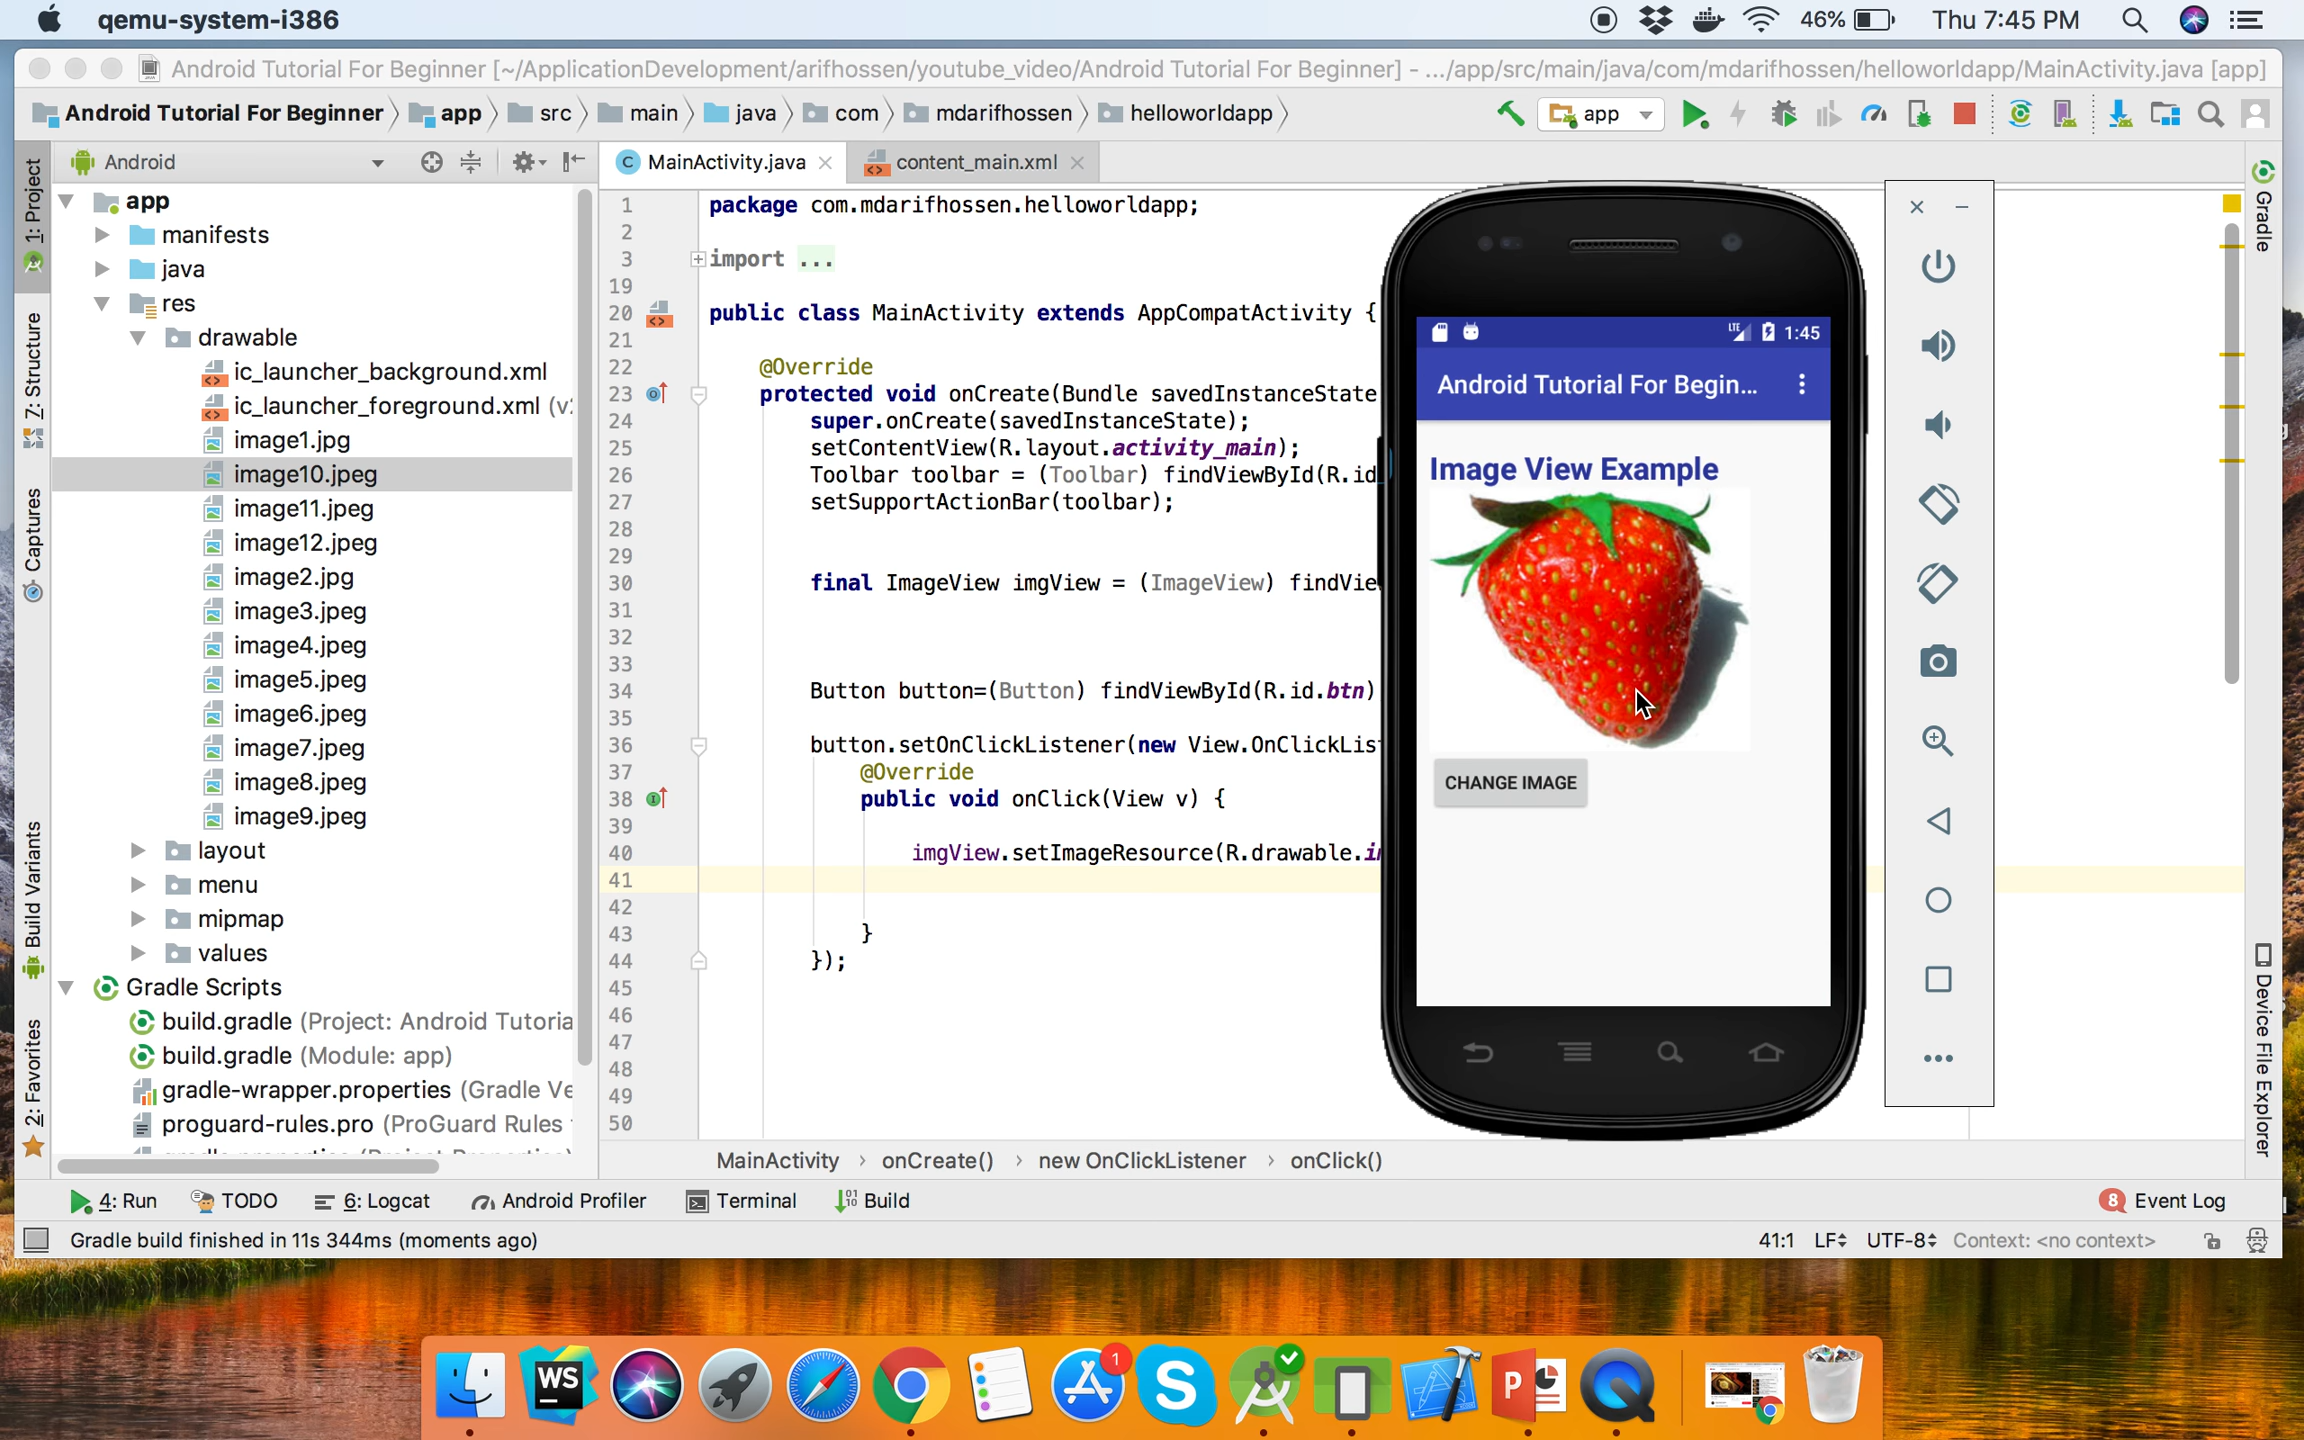 qemu-system-i386
46%
Thu 7:45 PM
Android Tutorial For Beginner [~/ApplicationDevelopment/arifhossen/youtube_video/Android Tutorial For Beginner] - .../app/src/main/java/com/mdarifhossen/helloworldapp/MainActivity.java [app]
Android Tutorial For Beginner
app
src
main
java
com
mdarifhossen
helloworldapp
app
1: Project
7: Structure
Captures
Build Variants
2: Favorites
Android
app
manifests
java
res
drawable
ic_launcher_background.xml
ic_launcher_foreground.xml
image1.jpg
image10.jpeg
image11.jpeg
image12.jpeg
image2.jpg
image3.jpeg
image4.jpeg
image5.jpeg
image6.jpeg
image7.jpeg
image8.jpeg
image9.jpeg
layout
menu
mipmap
values
Gradle Scripts
build.gradle (Project: Android Tutoria
build.gradle (Module: app)
gradle-wrapper.properties (Gradle Ve
proguard-rules.pro (ProGuard Rules
MainActivity.java
content_main.xml
1 package com.mdarifhossen.helloworldapp;
2
3 import ...
19
20 public class MainActivity extends AppCompatActivity {
21
22 @Override
23 protected void onCreate(Bundle savedInstanceState
24 super.onCreate(savedInstanceState);
25 setContentView(R.layout.activity_main);
26 Toolbar toolbar = (Toolbar) findViewById(R.id
27 setSupportActionBar(toolbar);
28
29
30 final ImageView imgView = (ImageView) findVie
31
32
33
34 Button button=(Button) findViewById(R.id.btn)
35
36 button.setOnClickListener(new View.OnClickLis
37 @Override
38 public void onClick(View v) {
39
40 imgView.setImageResource(R.drawable.i
41
42
43 }
44 });
45
46
47
48
49
50
LTE
1:45
Android Tutorial For Begin...
Image View Example
CHANGE IMAGE
Gradle
Device File Explorer
MainActivity
onCreate()
new OnClickListener
onClick()
4: Run
TODO
6: Logcat
Android Profiler
Terminal
Build
8
Event Log
Gradle build finished in 11s 344ms (moments ago)
41:1
LF
UTF-8
Context: <no context>
WS
1
S
P